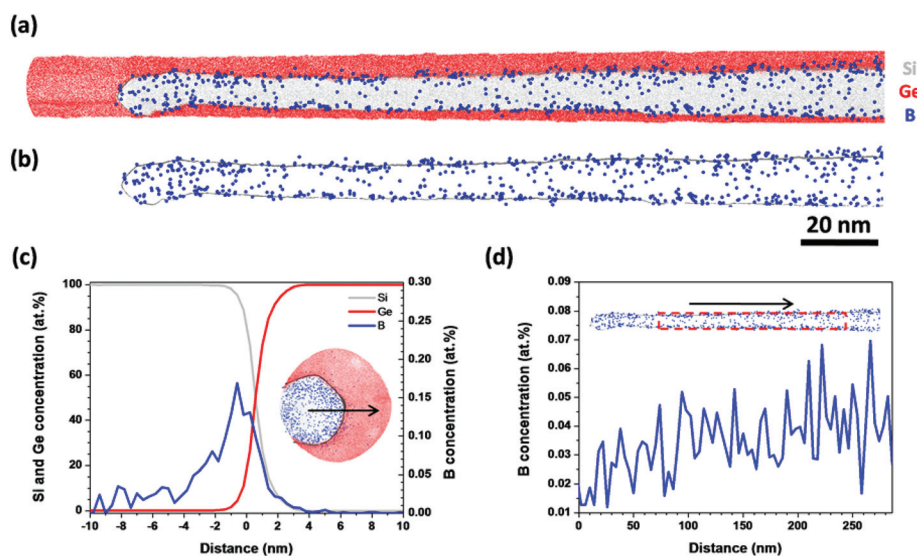 (a)
Si
Ge
B
(b)
20 nm
(c)
Si and Ge concentration (at.%)
100
80
60
40
20
0
-10 -8 -6 -4 -2 0 2 4 6 8 10
Distance (nm)
0.30
0.25
0.20
0.15
0.10
0.05
0.00
B concentration (at.%)
Si
Ge
B
(d)
B concentration (at.%)
0.09
0.08
0.07
0.06
0.05
0.04
0.03
0.02
0.01
0 50 100 150 200 250
Distance (nm)